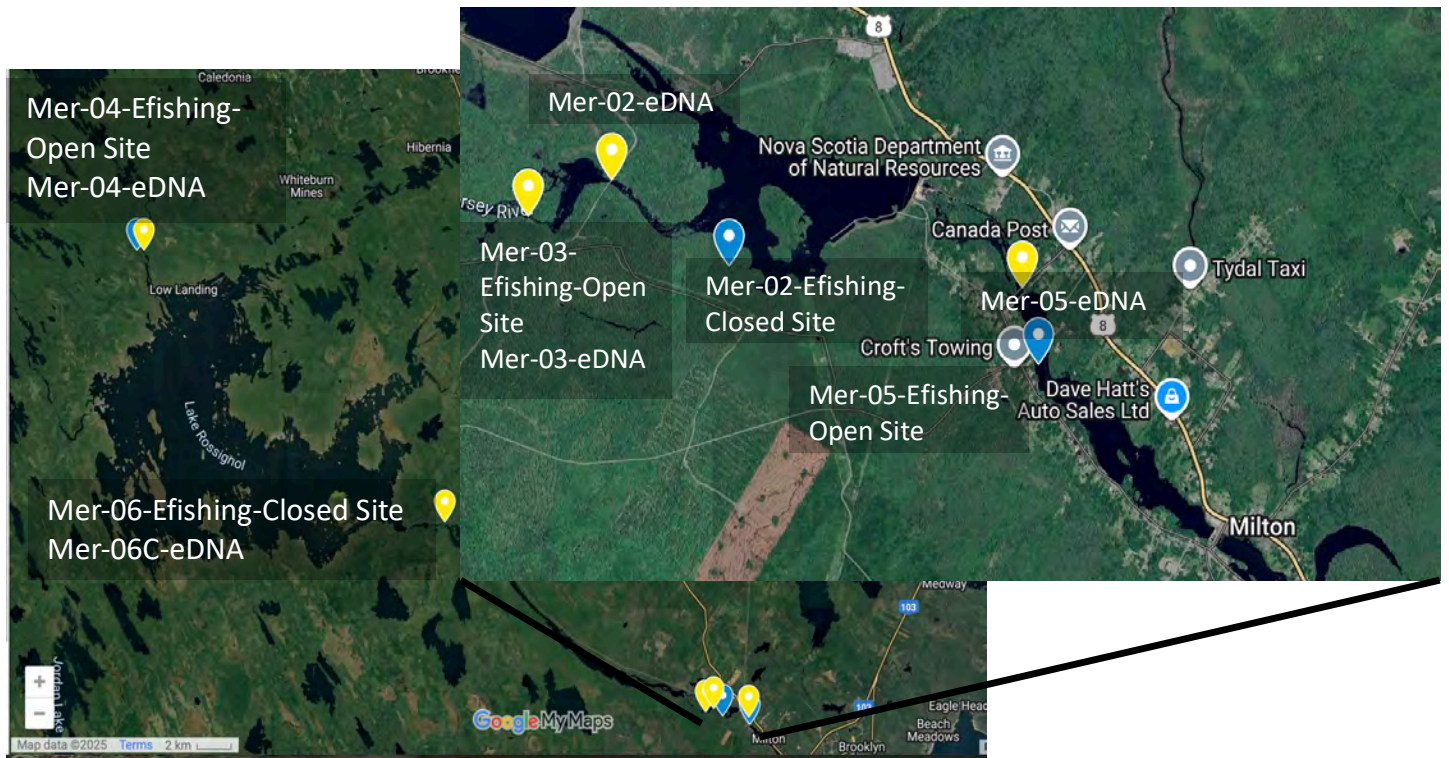 Caledonia
Mer-04-Efishing-
Open Site
Mer-04-eDNA
Hibernia
Whiteburn
Mines
Low Landing
Lake Rossignol
Mer-06-Efishing-Closed Site
Mer-06C-eDNA
Jordan Lake
+
−
Map data ©2025 Terms 2 km
8
Mer-02-eDNA
Nova Scotia Department
of Natural Resources
Canada Post
Tydal Taxi
Mer-03-
Efishing-Open
Site
Mer-03-eDNA
Mer-02-Efishing-
Closed Site
Mer-05-eDNA
8
Croft's Towing
Mer-05-Efishing-
Open Site
Dave Hatt's
Auto Sales Ltd
Milton
Medway
103
103
Google My Maps
Milton
Brooklyn
Eagle Head
Beach
Meadows